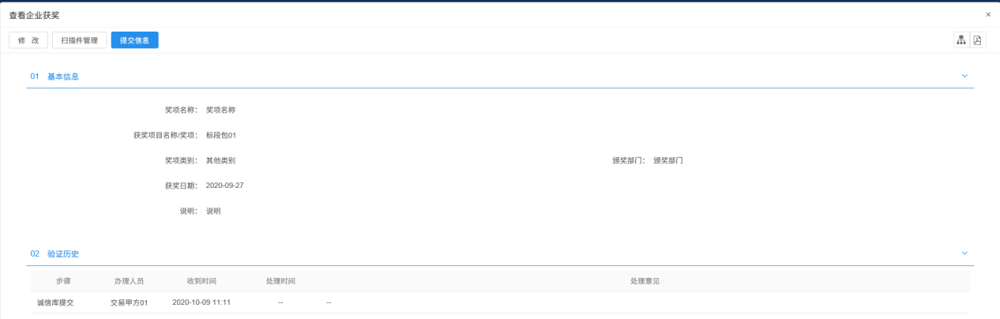 查看企业获奖 ×
修 改 扫描件管理 提交信息
01 基本信息
奖项名称： 奖项名称
获奖项目名称/奖项： 标段包01
奖项类别： 其他类别 颁奖部门： 颁奖部门
获奖日期： 2020-09-27
说明： 说明
02 验证历史
步骤 办理人员 收到时间 处理时间 处理意见
诚信库提交 交易甲方01 2020-10-09 11:11 -- --